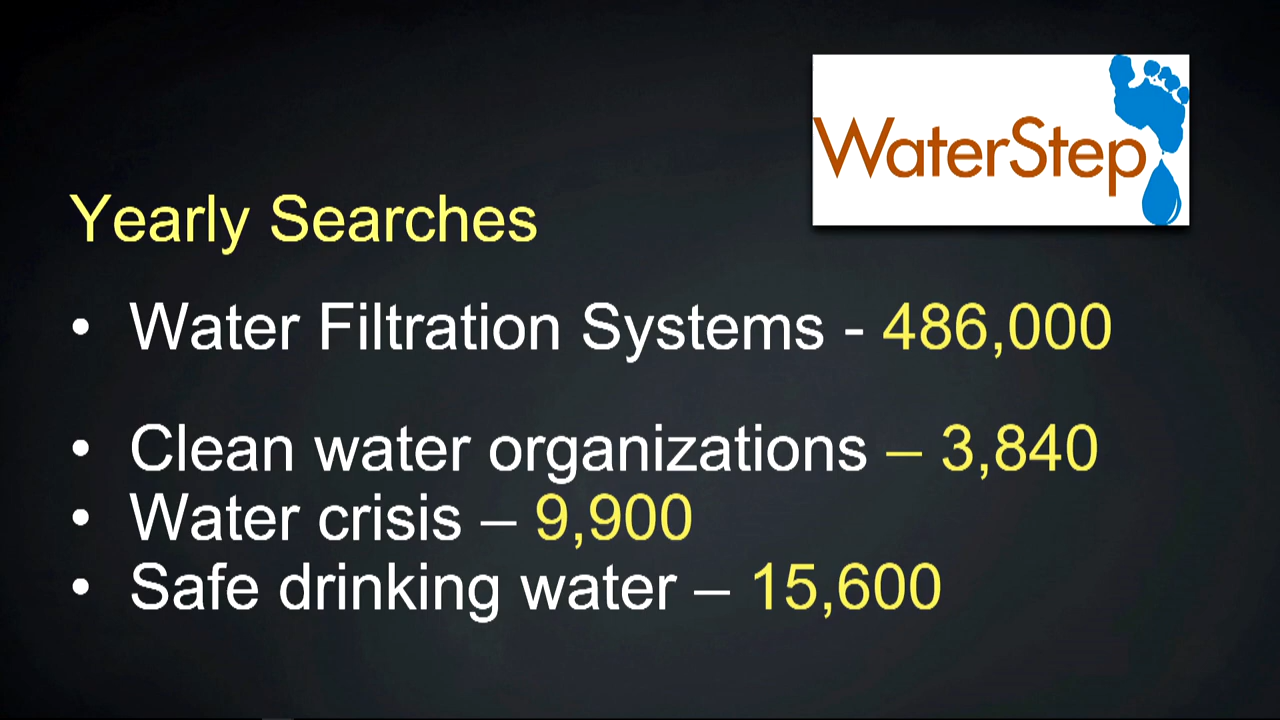 WaterStep
Yearly Searches
• Water Filtration Systems - 486,000
• Clean water organizations – 3,840
• Water crisis – 9,900
• Safe drinking water – 15,600